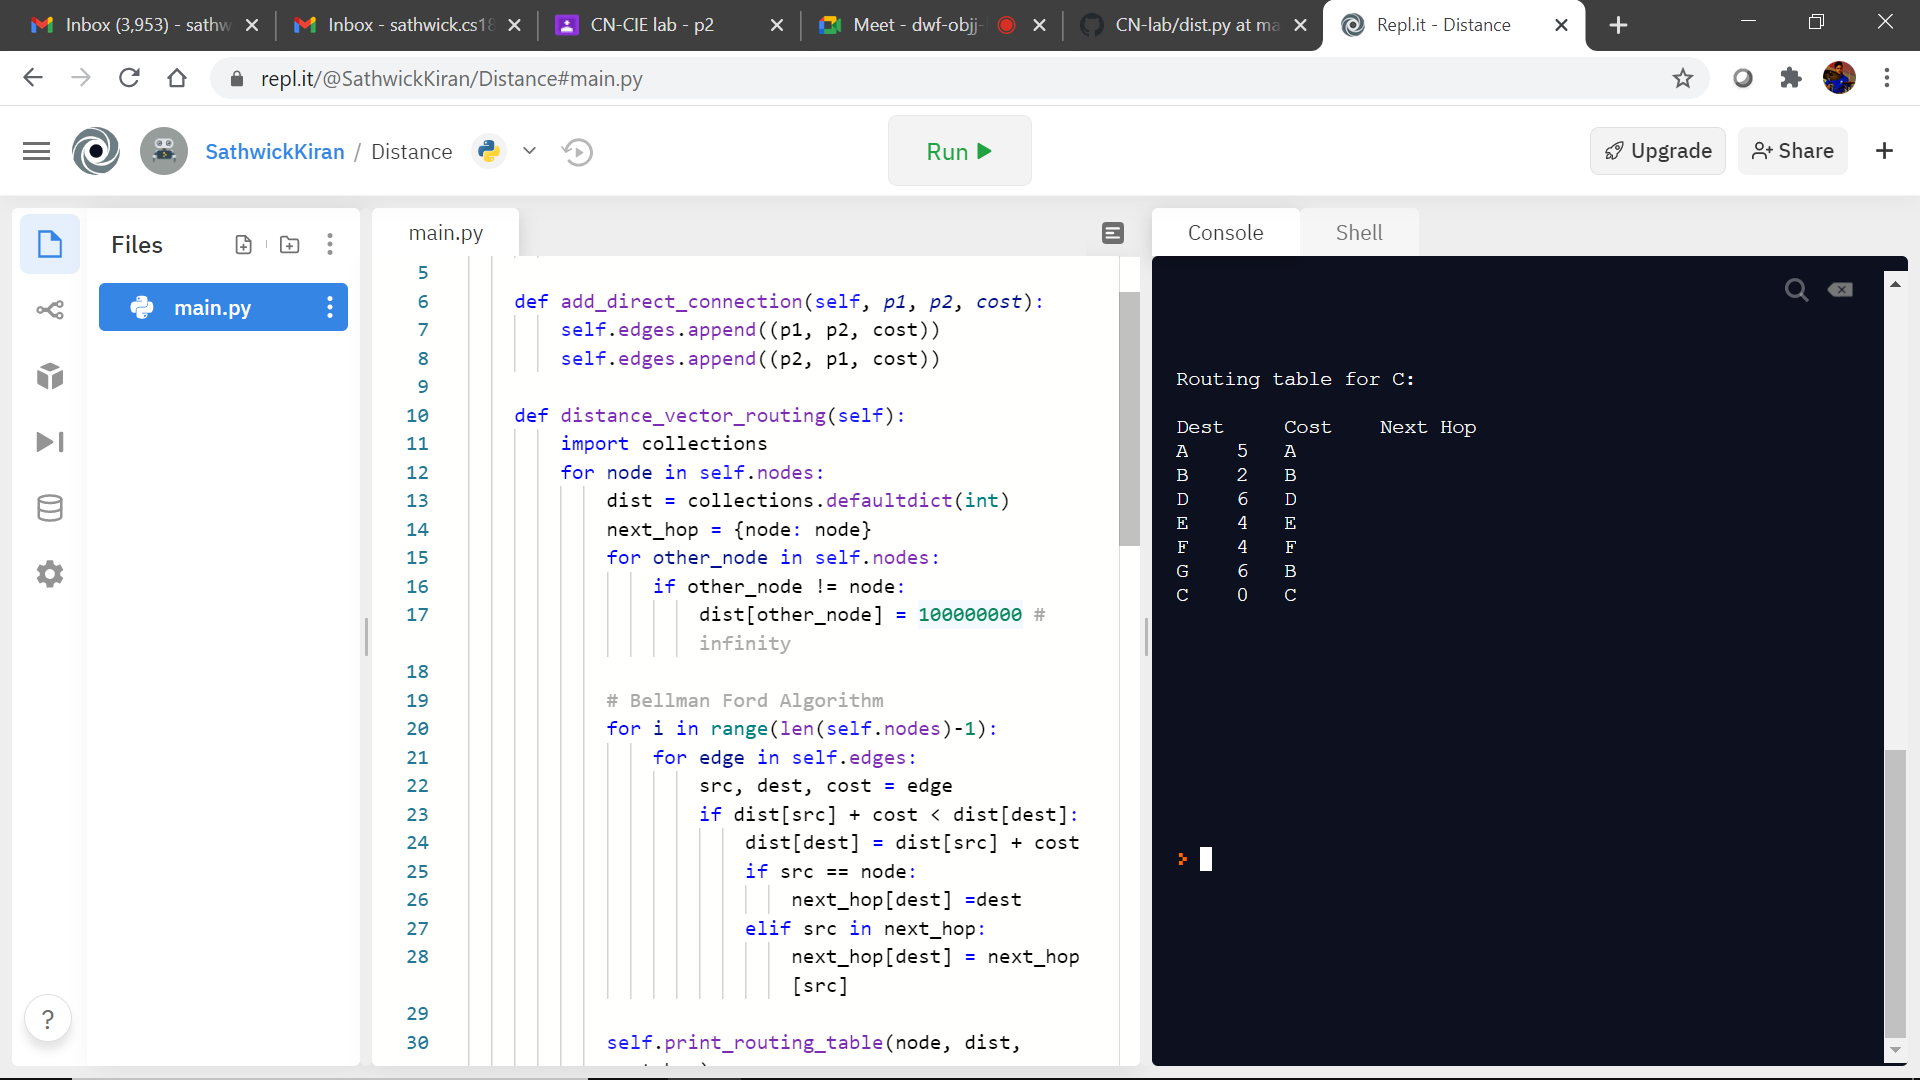 Inbox (3,953) - sathw
Inbox - sathwick.cs18
CN-CIE lab - p2
Meet - dwf-objj-
CN-lab/dist.py at ma
Repl.it - Distance
repl.it/@SathwickKiran/Distance#main.py
SathwickKiran / Distance
Run
Upgrade
Share
Files
main.py
main.py
5
6 def add_direct_connection(self, p1, p2, cost):
7 self.edges.append((p1, p2, cost))
8 self.edges.append((p2, p1, cost))
9
10 def distance_vector_routing(self):
11 import collections
12 for node in self.nodes:
13 dist = collections.defaultdict(int)
14 next_hop = {node: node}
15 for other_node in self.nodes:
16 if other_node != node:
17 dist[other_node] = 100000000 #
infinity
18
19 # Bellman Ford Algorithm
20 for i in range(len(self.nodes)-1):
21 for edge in self.edges:
22 src, dest, cost = edge
23 if dist[src] + cost < dist[dest]:
24 dist[dest] = dist[src] + cost
25 if src == node:
26 next_hop[dest] =dest
27 elif src in next_hop:
28 next_hop[dest] = next_hop
[src]
29
30 self.print_routing_table(node, dist,
Console
Shell
Routing table for C:
Dest Cost Next Hop
A 5 A
B 2 B
D 6 D
E 4 E
F 4 F
G 6 B
C 0 C
>
?